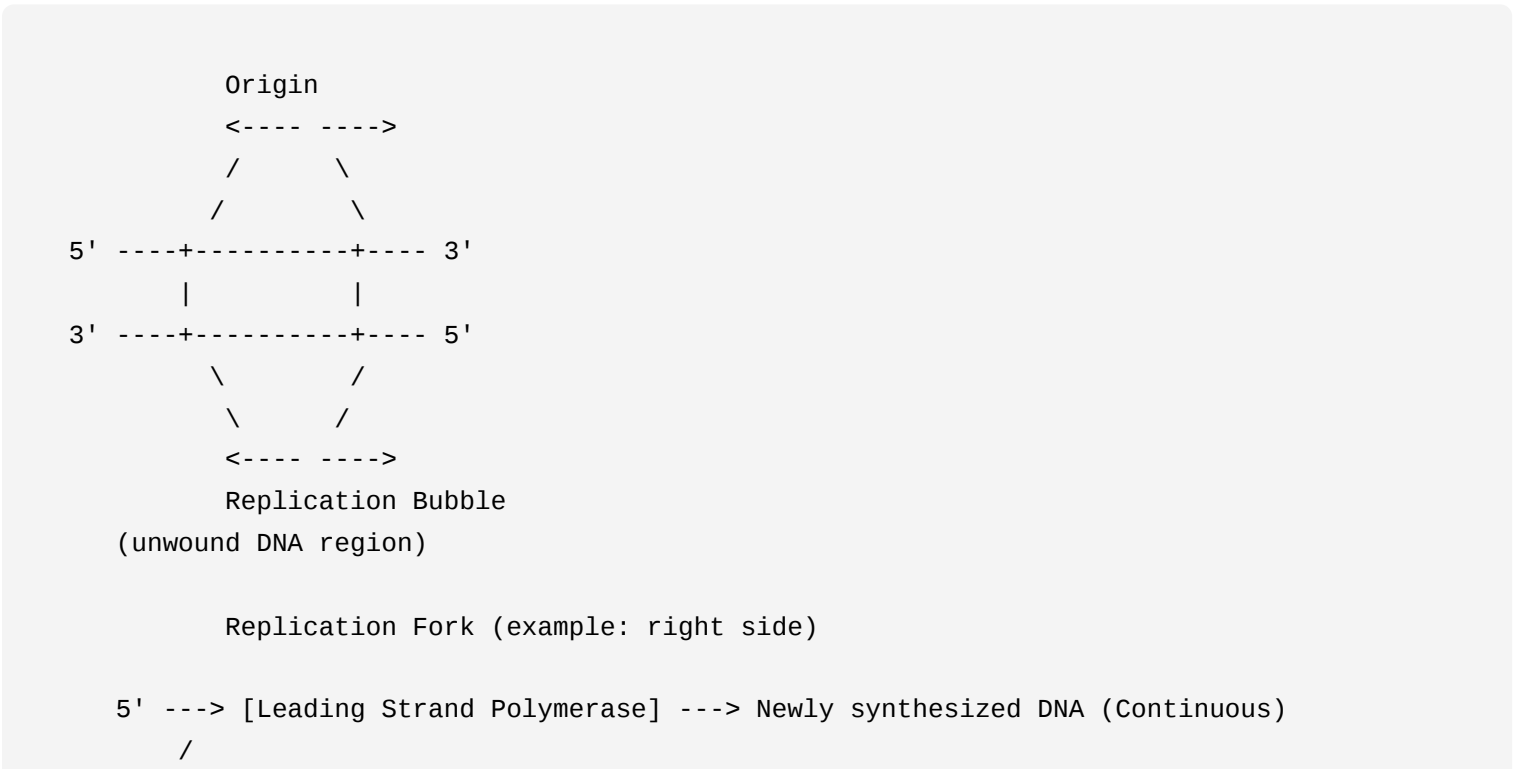 Origin
<---- ---->
/ \
/ \
5' ----+----------+---- 3'
| |
3' ----+----------+---- 5'
\ /
\ /
<---- ---->
Replication Bubble
(unwound DNA region)
Replication Fork (example: right side)
5' ---> [Leading Strand Polymerase] ---> Newly synthesized DNA (Continuous)
/